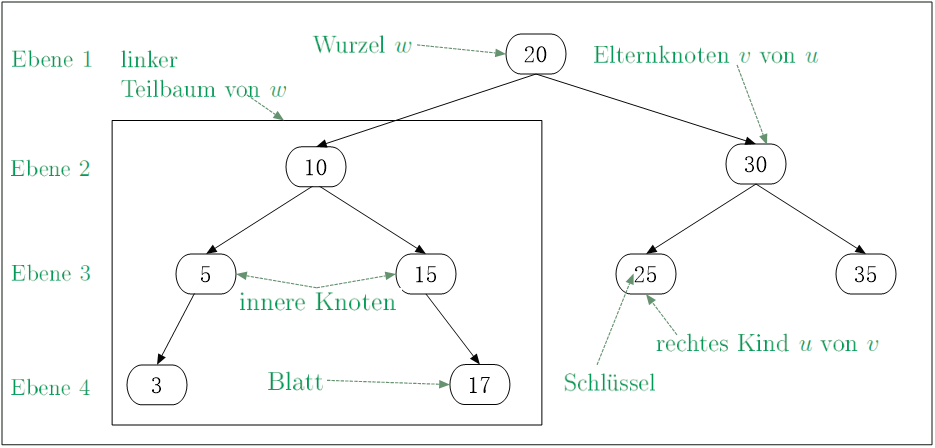 Ebene 1
linker
Teilbaum von w
Wurzel w
20
Elternknoten v von u
Ebene 2
10
30
Ebene 3
5
15
25
35
innere Knoten
rechtes Kind u von v
Ebene 4
3
Blatt
17
Schlüssel